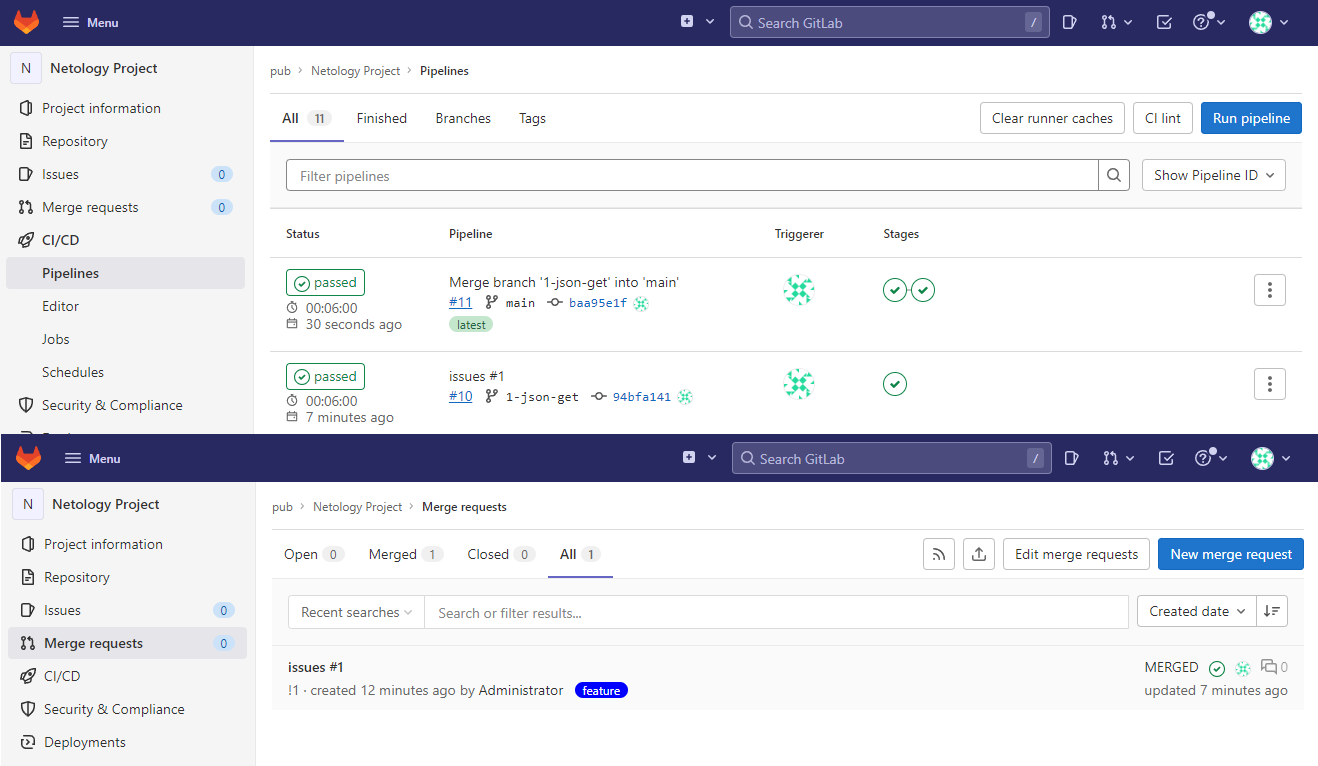 Menu
Search GitLab /
N Netology Project
Project information
Repository
Issues 0
Merge requests 0
CI/CD
Pipelines
Editor
Jobs
Schedules
Security & Compliance
pub › Netology Project › Pipelines
All 11 Finished Branches Tags Clear runner caches CI lint Run pipeline
Filter pipelines Show Pipeline ID
Status Pipeline Triggerer Stages
passed Merge branch '1-json-get' into 'main'
00:06:00 #11 main baa95e1f
30 seconds ago latest
passed issues #1
00:06:00 #10 1-json-get 94bfa141
7 minutes ago
Menu
Search GitLab /
N Netology Project
Project information
Repository
Issues 0
Merge requests 0
CI/CD
Security & Compliance
Deployments
pub › Netology Project › Merge requests
Open 0 Merged 1 Closed 0 All 1 Edit merge requests New merge request
Recent searches Search or filter results... Created date
issues #1 MERGED 0
!1 · created 12 minutes ago by Administrator feature updated 7 minutes ago